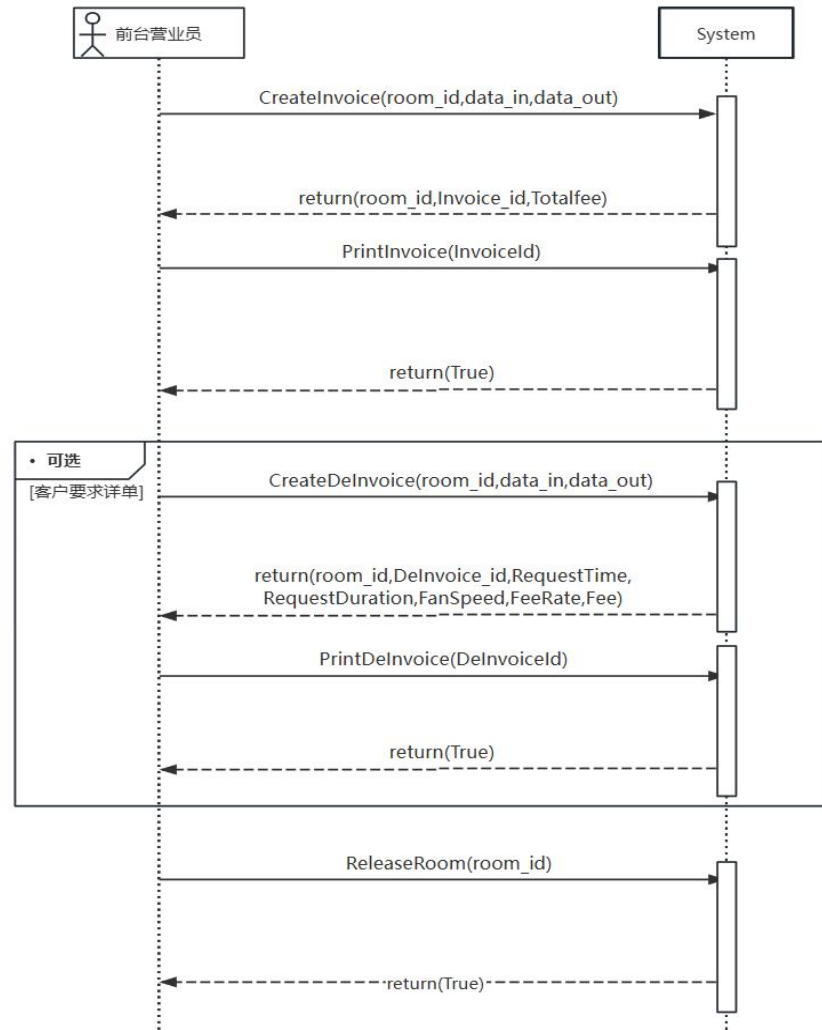 前台营业员
System
CreateInvoice(room_id,data_in,data_out)
return(room_id,Invoice_id,Totalfee)
PrintInvoice(InvoiceId)
return(True)
• 可选
[客户要求详单]
CreateDeInvoice(room_id,data_in,data_out)
return(room_id,DeInvoice_id,RequestTime,
RequestDuration,FanSpeed,FeeRate,Fee)
PrintDeInvoice(DeInvoiceId)
return(True)
ReleaseRoom(room_id)
return(True)